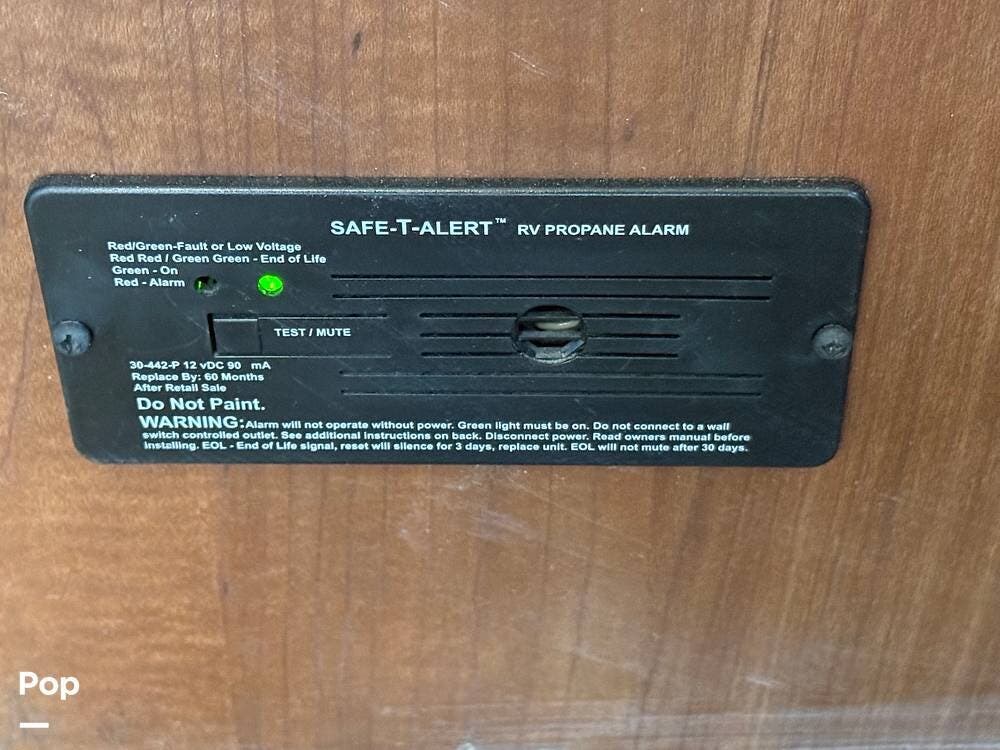 SAFE-T-ALERT™ RV PROPANE ALARM
Red/Green-Fault or Low Voltage
Red Red / Green Green - End of Life
Green - On
Red - Alarm
TEST / MUTE
30-442-P 12 vDC 90 mA
Replace By: 60 Months
After Retail Sale
Do Not Paint.
WARNING: Alarm will not operate without power. Green light must be on. Do not connect to a wall
switch controlled outlet. See additional instructions on back. Disconnect power. Read owners manual before
installing. EOL - End of Life signal, reset will silence for 3 days, replace unit. EOL will not mute after 30 days.
Pop